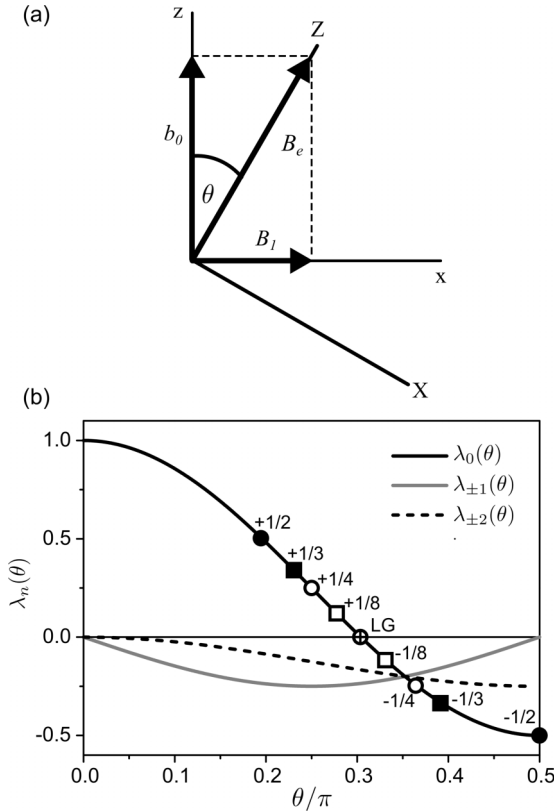 (a)
z
Z
b₀
Bₑ
θ
B₁
x
X
(b)
1.0
0.5
0.0
-0.5
λₙ(θ)
λ₀(θ)
λ±₁(θ)
λ±₂(θ)
.
+1/2
+1/3
+1/4
+1/8
LG
-1/8
-1/4
-1/3
-1/2
0.0 0.1 0.2 0.3 0.4 0.5
θ/π